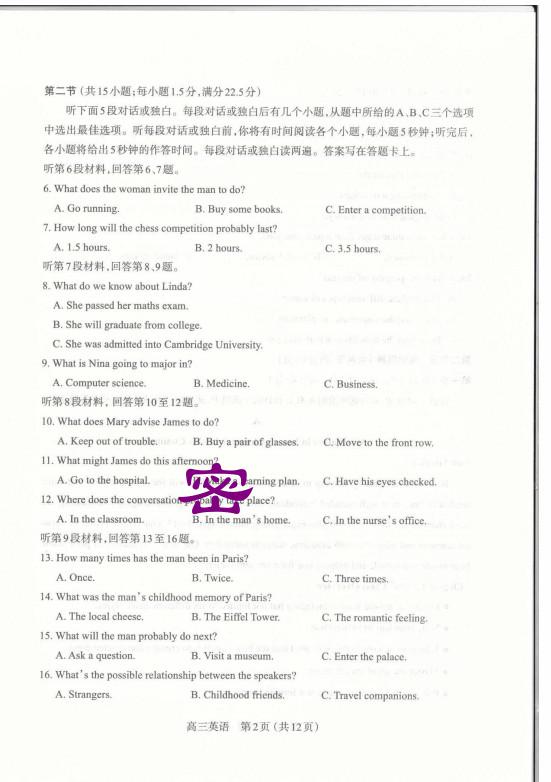 第二节（共15小题;每小题1.5分,满分22.5分）
听下面5段对话或独白。每段对话或独白后有几个小题,从题中所给的A、B、C三个选项
中选出最佳选项。听每段对话或独白前,你将有时间阅读各个小题,每小题5秒钟;听完后,
各小题将给出5秒钟的作答时间。每段对话或独白读两遍。答案写在答题卡上。
听第6段材料,回答第6、7题。
6. What does the woman invite the man to do?
A. Go running. B. Buy some books. C. Enter a competition.
7. How long will the chess competition probably last?
A. 1.5 hours. B. 2 hours. C. 3.5 hours.
听第7段材料,回答第8、9题。
8. What do we know about Linda?
A. She passed her maths exam.
B. She will graduate from college.
C. She was admitted into Cambridge University.
9. What is Nina going to major in?
A. Computer science. B. Medicine. C. Business.
听第8段材料,回答第10至12题。
10. What does Mary advise James to do?
A. Keep out of trouble. B. Buy a pair of glasses. C. Move to the front row.
11. What might James do this afternoon?
A. Go to the hospital. B. Make a learning plan. C. Have his eyes checked.
密
12. Where does the conversation probably take place?
A. In the classroom. B. In the man's home. C. In the nurse's office.
听第9段材料,回答第13至16题。
13. How many times has the man been in Paris?
A. Once. B. Twice. C. Three times.
14. What was the man's childhood memory of Paris?
A. The local cheese. B. The Eiffel Tower. C. The romantic feeling.
15. What will the man probably do next?
A. Ask a question. B. Visit a museum. C. Enter the palace.
16. What's the possible relationship between the speakers?
A. Strangers. B. Childhood friends. C. Travel companions.
高三英语 第2页（共12页）